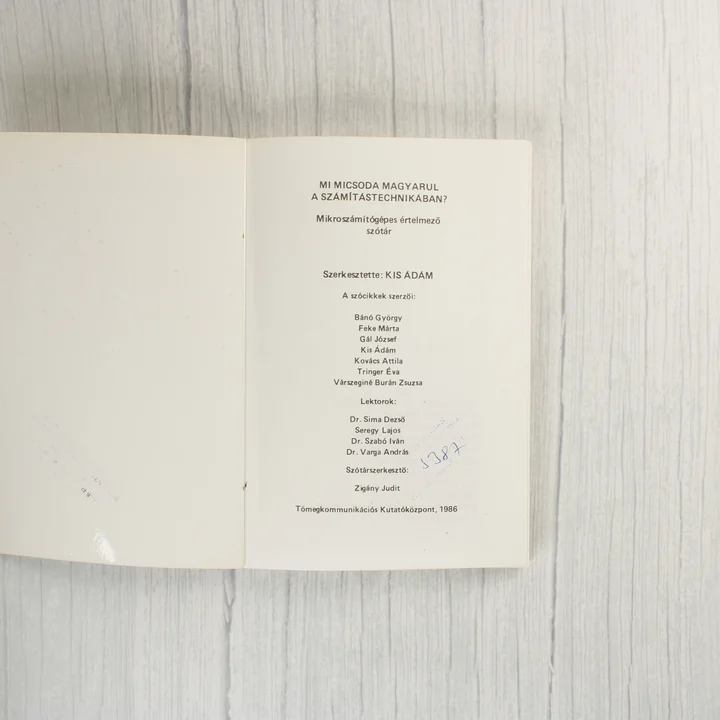 MI MICSODA MAGYARUL
A SZÁMÍTÁSTECHNIKÁBAN?
Mikroszámítógépes értelmező
szótár
Szerkesztette: KIS ÁDÁM
A szócikkek szerzői:
Bánó György
Feke Márta
Gál József
Kis Ádám
Kovács Attila
Tringer Éva
Várszeginé Burán Zsuzsa
Lektorok:
Dr. Sima Dezső
Seregy Lajos
Dr. Szabó Iván
Dr. Varga András
Szótárszerkesztő:
Zigány Judit
Tömegkommunikációs Kutatóközpont, 1986